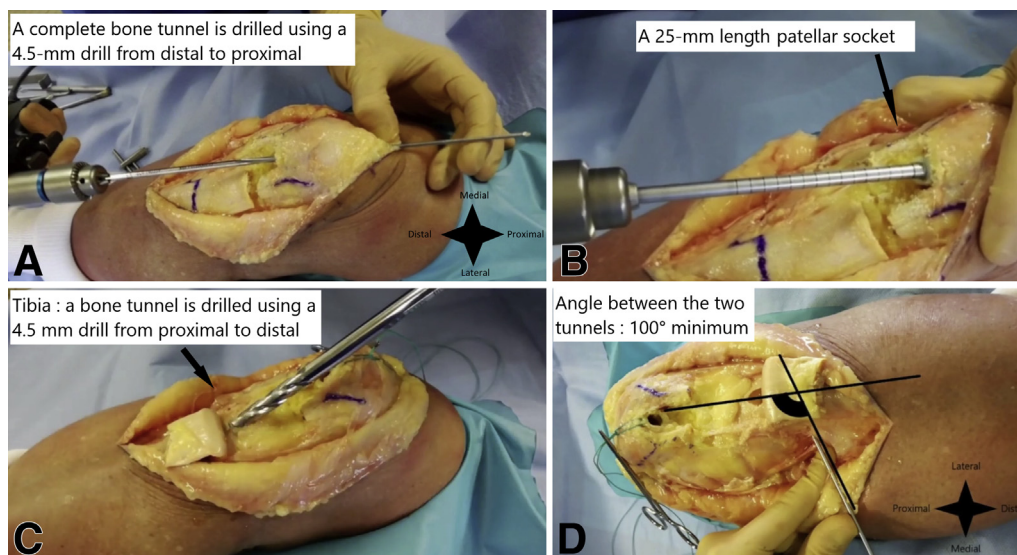 A complete bone tunnel is drilled using a
4.5-mm drill from distal to proximal
Medial
Distal
Proximal
Lateral
A
A 25-mm length patellar socket
B
Tibia : a bone tunnel is drilled using a
4.5 mm drill from proximal to distal
C
Angle between the two
tunnels : 100° minimum
Lateral
Proximal
Dist
Medial
D